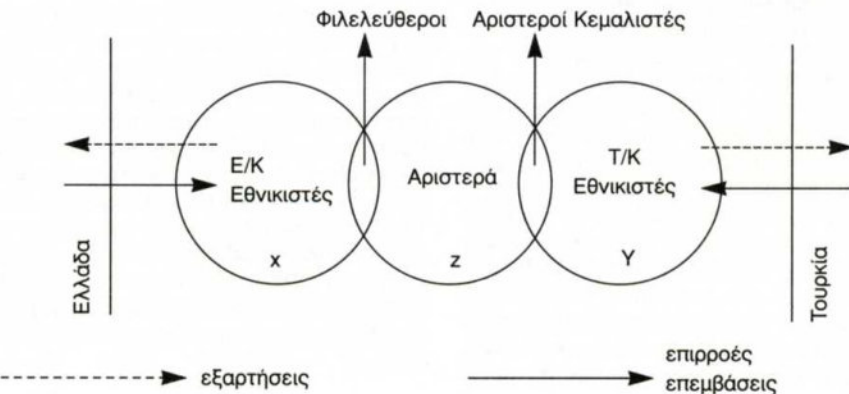 Φιλελεύθεροι Αριστεροί Κεμαλιστές
Ε/Κ
Εθνικιστές
Αριστερά
Τ/Κ
Εθνικιστές
x
z
Y
Ελλάδα
Τουρκία
εξαρτήσεις
επιρροές
επεμβάσεις